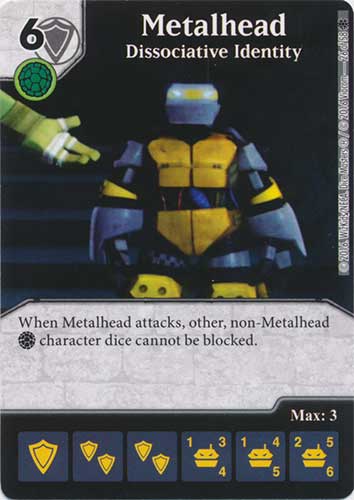 6
Metalhead
Dissociative Identity
When Metalhead attacks, other, non-Metalhead
character dice cannot be blocked.
Max: 3
1 3
4
1 4
5
2 5
6